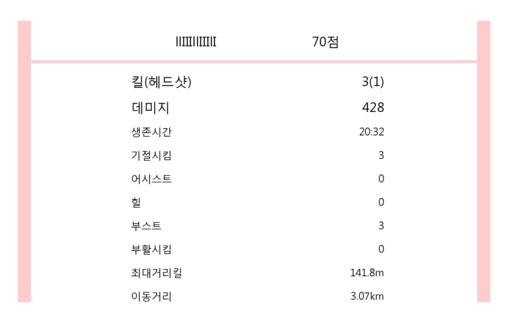 70점
킬(헤드샷) 3(1)
데미지 428
생존시간 20:32
기절시킴 3
어시스트 0
힐 0
부스트 3
부활시킴 0
최대거리킬 141.8m
이동거리 3.07km